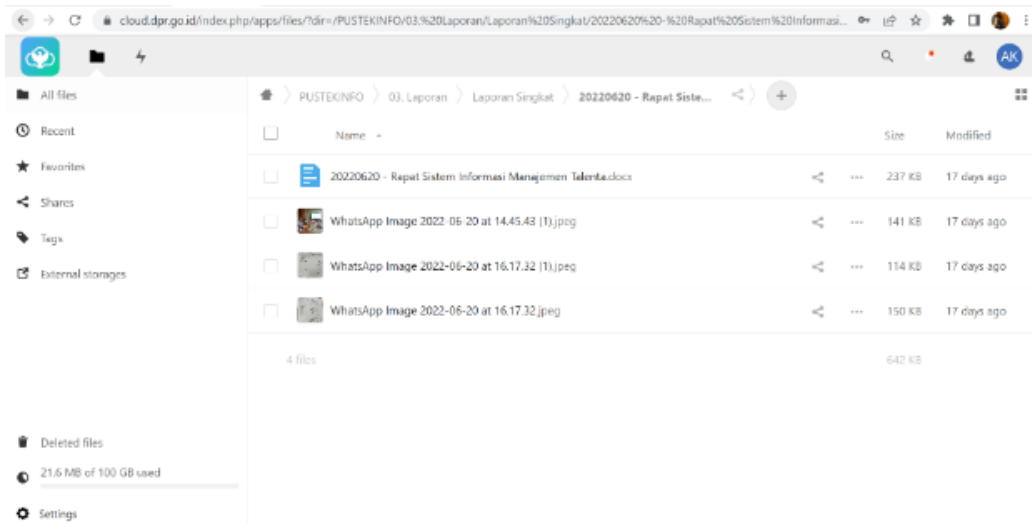 cloud.dpr.go.id/index.php/apps/files/?dir=/PUSTEKINFO/03.%20Laporan/Laporan%20Singkat/20220620%20-%20Rapat%20Sistem%20Informasi...
AK
All files
PUSTEKINFO
03. Laporan
Laporan Singkat
20220620 - Rapat Siste...
Recent
Name
Size
Modified
Favorites
20220620 - Rapat Sistem Informasi Manajemen Talenta.docx
237 KB
17 days ago
Shares
WhatsApp Image 2022-06-20 at 14.45.43 (1).jpeg
141 KB
17 days ago
Tags
WhatsApp Image 2022-06-20 at 16.17.32 (1).jpeg
114 KB
17 days ago
External storages
WhatsApp Image 2022-06-20 at 16.17.32.jpeg
150 KB
17 days ago
4 files
642 KB
Deleted files
21.6 MB of 100 GB used
Settings